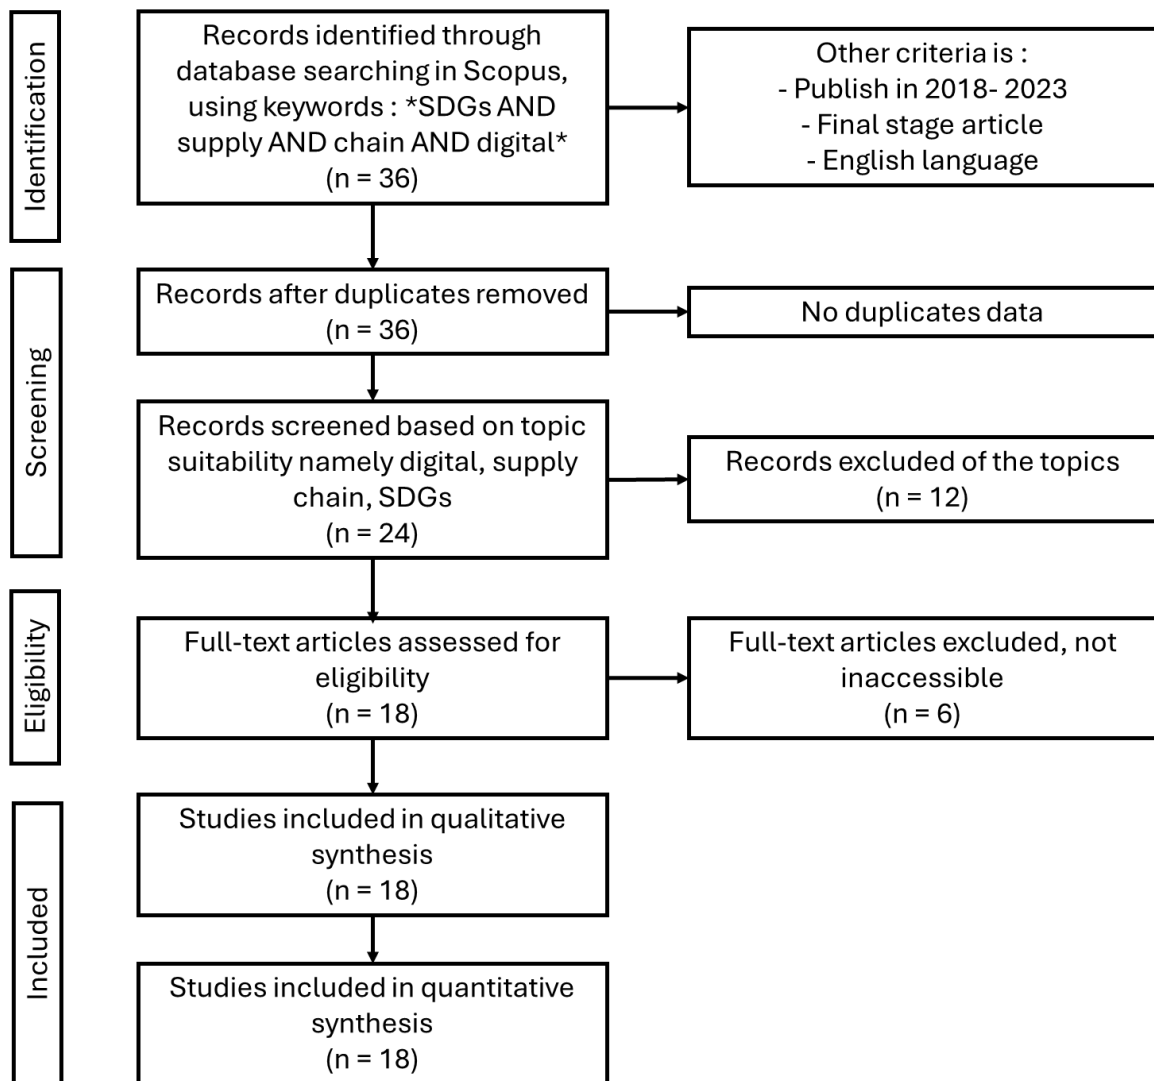 Identification
Records identified through
database searching in Scopus,
using keywords : *SDGs AND
supply AND chain AND digital*
(n = 36)
Other criteria is :
- Publish in 2018- 2023
- Final stage article
- English language
Screening
Records after duplicates removed
(n = 36)
No duplicates data
Records screened based on topic
suitability namely digital, supply
chain, SDGs
(n = 24)
Records excluded of the topics
(n = 12)
Eligibility
Full-text articles assessed for
eligibility
(n = 18)
Full-text articles excluded, not
inaccessible
(n = 6)
Included
Studies included in qualitative
synthesis
(n = 18)
Studies included in quantitative
synthesis
(n = 18)